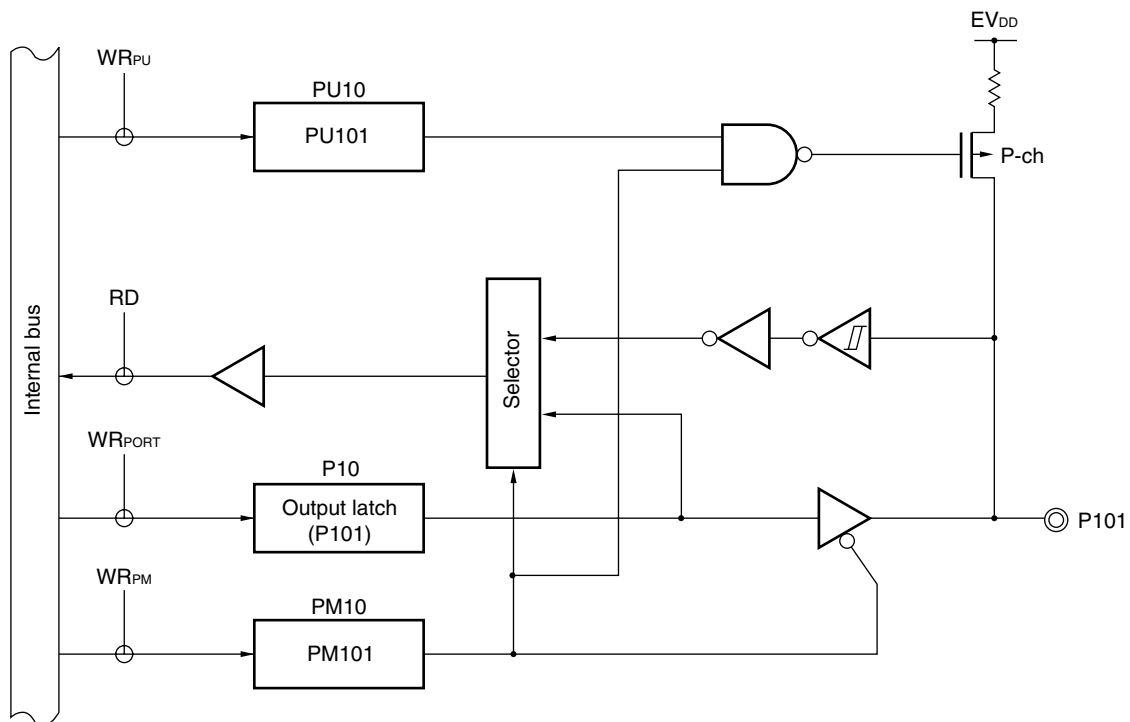 EVDD
WRPU
PU10
PU101
P-ch
RD
Internal bus
Selector
WRPORT
P10
Output latch
(P101)
P101
WRPM
PM10
PM101